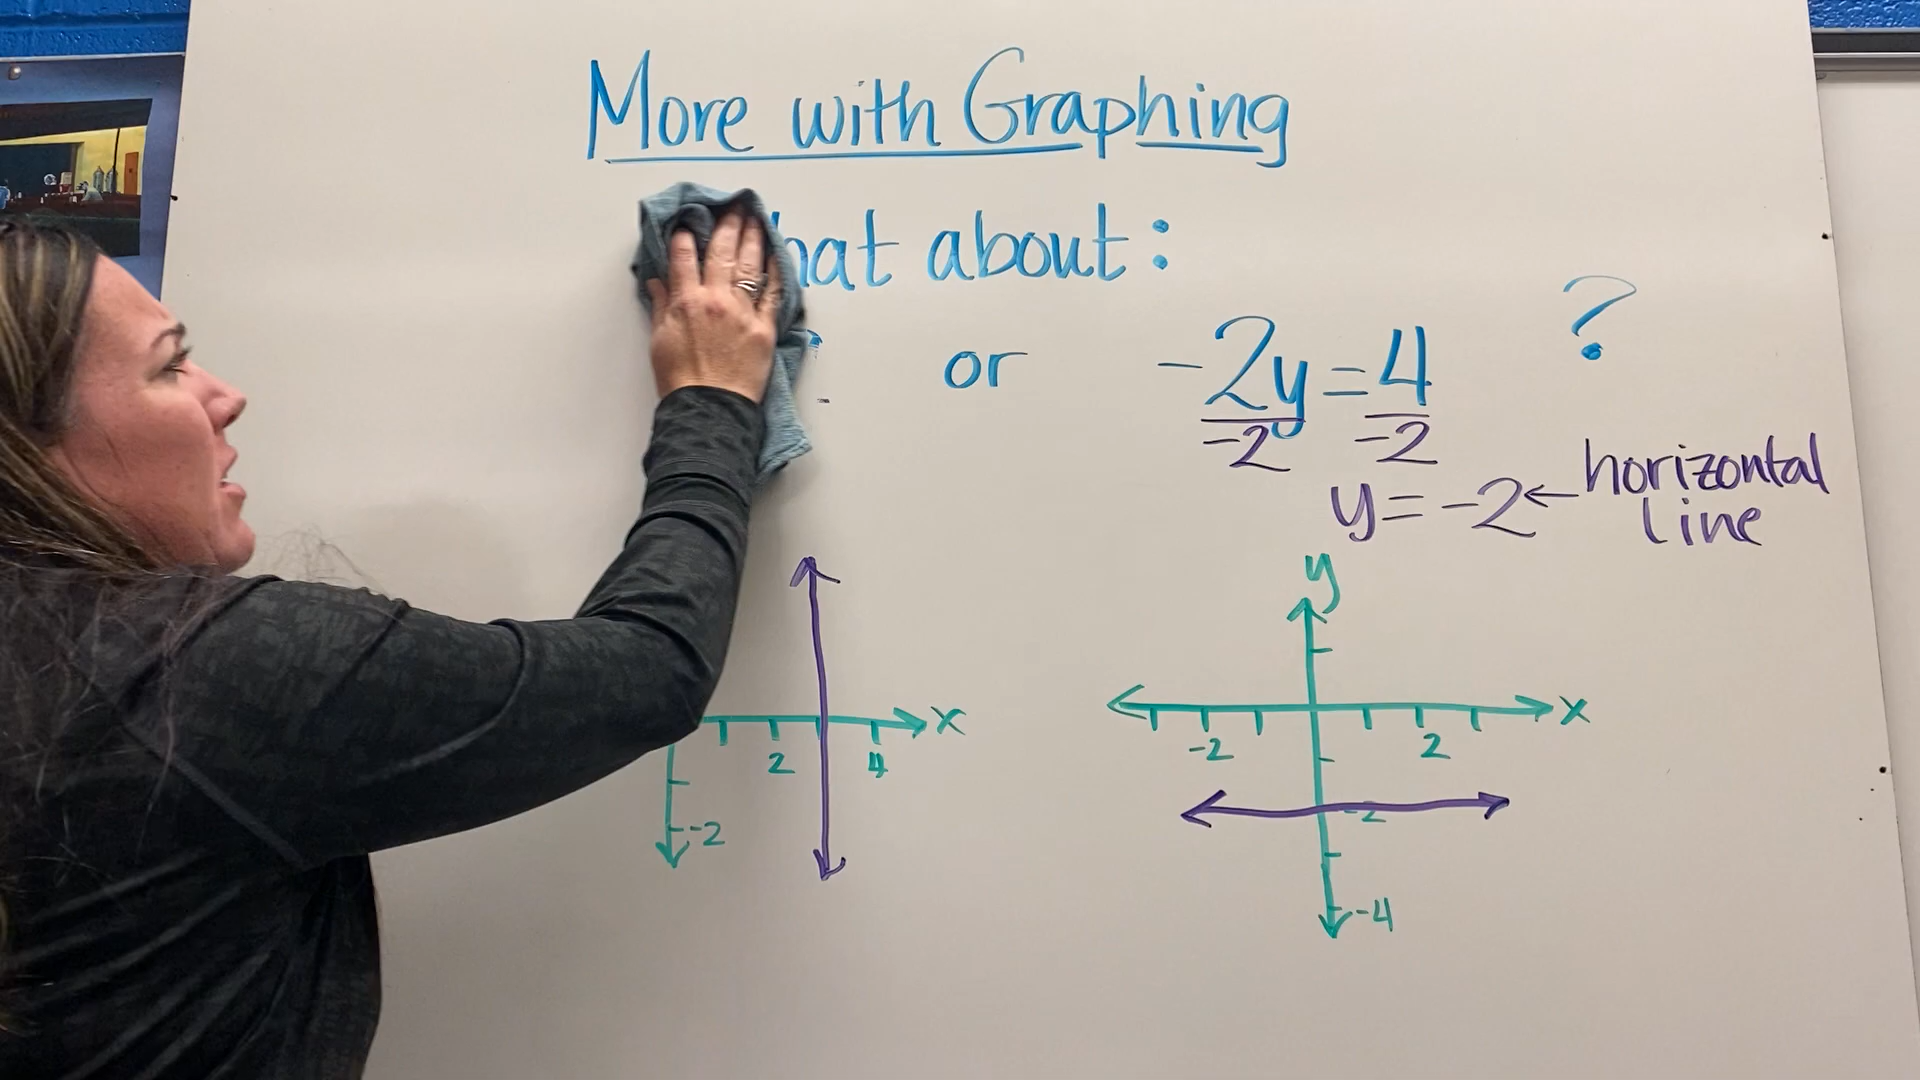 More with Graphing
hat about:
or -2y=4 ?
-2 -2
y=-2← horizontal
line
y
x
x
2 4
-2 2
-2
-2
-4